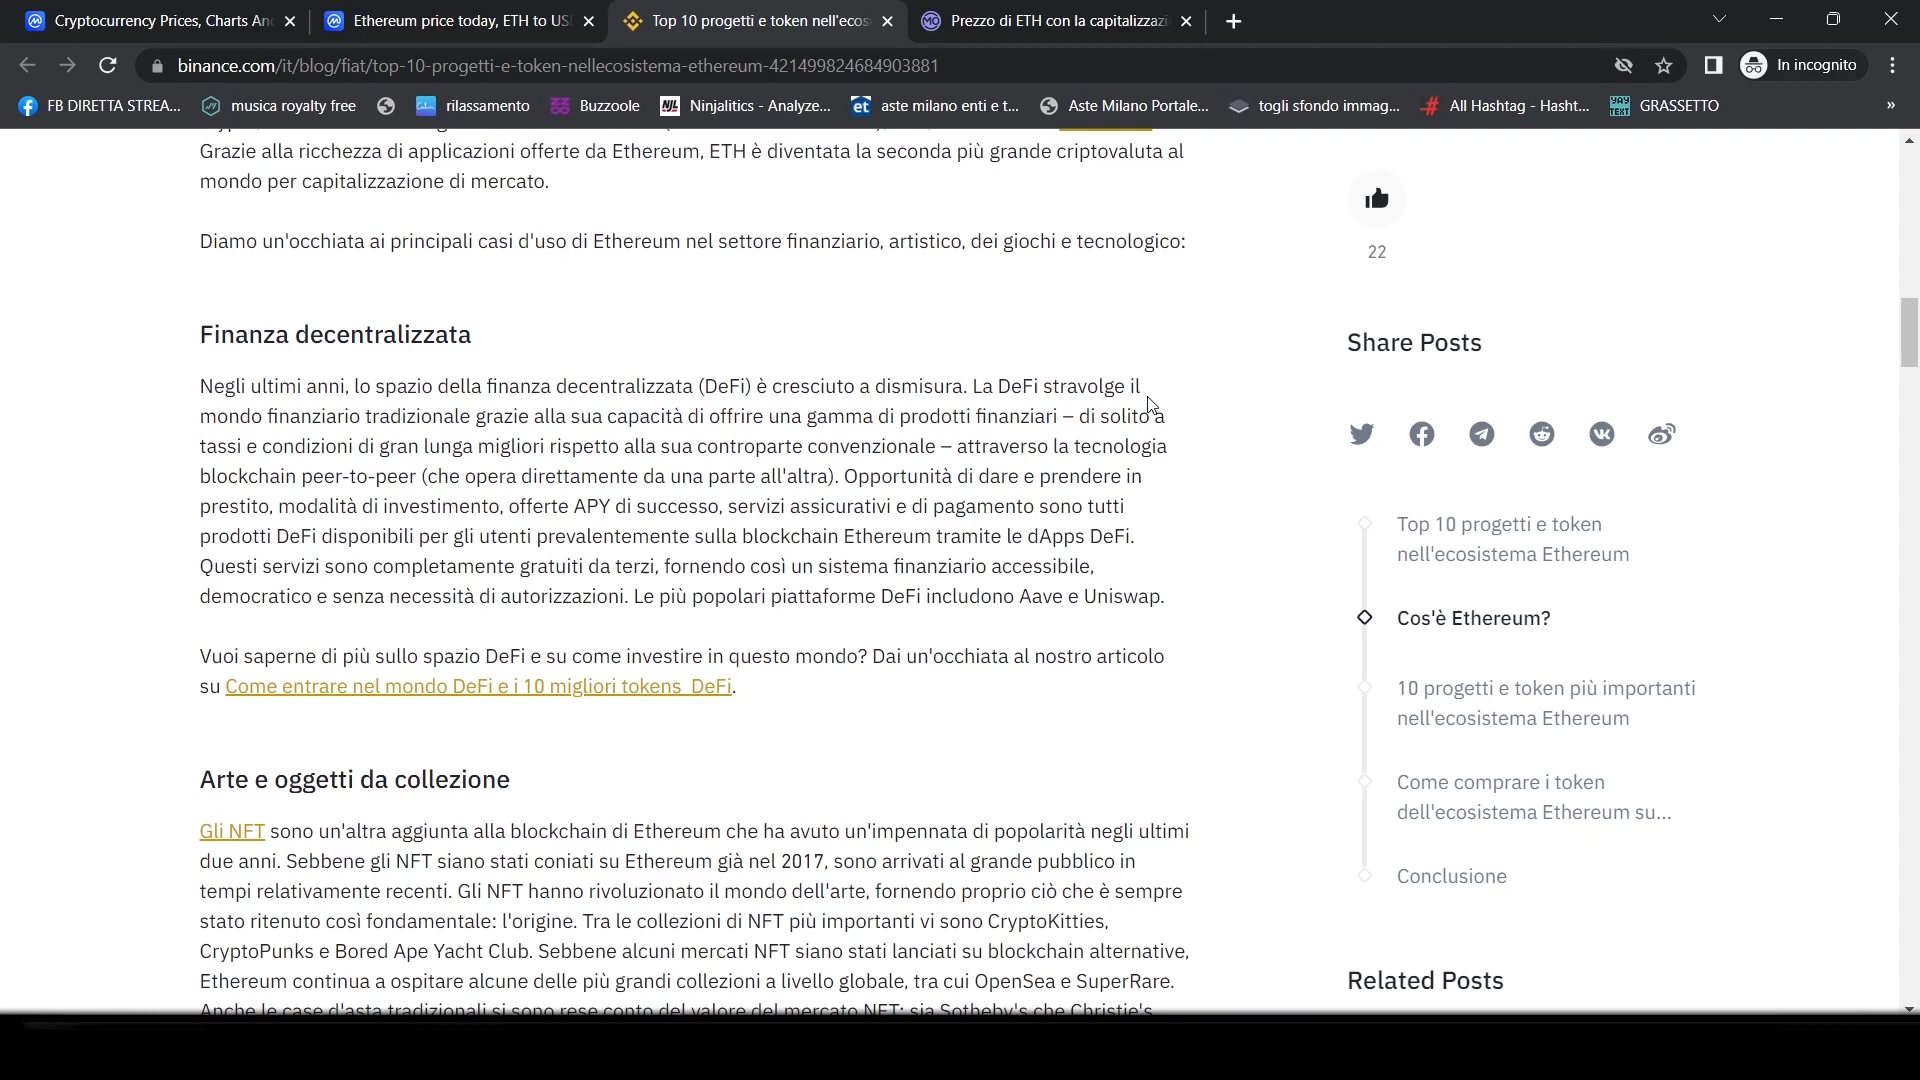 Cryptocurrency Prices, Charts An
Ethereum price today, ETH to US
Top 10 progetti e token nell'ecos
Prezzo di ETH con la capitalizzazi
binance.com/it/blog/fiat/top-10-progetti-e-token-nellecosistema-ethereum-421499824684903881
In incognito
FB DIRETTA STREA...
musica royalty free
rilassamento
Buzzoole
NJL
Ninjalitics - Analyze...
et
aste milano enti e t...
Aste Milano Portale...
togli sfondo immag...
#
All Hashtag - Hasht...
YAY
TEXT
GRASSETTO
»
Grazie alla ricchezza di applicazioni offerte da Ethereum, ETH è diventata la seconda più grande criptovaluta al
mondo per capitalizzazione di mercato.
Diamo un'occhiata ai principali casi d'uso di Ethereum nel settore finanziario, artistico, dei giochi e tecnologico:
Finanza decentralizzata
Negli ultimi anni, lo spazio della finanza decentralizzata (DeFi) è cresciuto a dismisura. La DeFi stravolge il
mondo finanziario tradizionale grazie alla sua capacità di offrire una gamma di prodotti finanziari – di solito a
tassi e condizioni di gran lunga migliori rispetto alla sua controparte convenzionale – attraverso la tecnologia
blockchain peer-to-peer (che opera direttamente da una parte all'altra). Opportunità di dare e prendere in
prestito, modalità di investimento, offerte APY di successo, servizi assicurativi e di pagamento sono tutti
prodotti DeFi disponibili per gli utenti prevalentemente sulla blockchain Ethereum tramite le dApps DeFi.
Questi servizi sono completamente gratuiti da terzi, fornendo così un sistema finanziario accessibile,
democratico e senza necessità di autorizzazioni. Le più popolari piattaforme DeFi includono Aave e Uniswap.
Vuoi saperne di più sullo spazio DeFi e su come investire in questo mondo? Dai un'occhiata al nostro articolo
su Come entrare nel mondo DeFi e i 10 migliori tokens DeFi.
Arte e oggetti da collezione
Gli NFT sono un'altra aggiunta alla blockchain di Ethereum che ha avuto un'impennata di popolarità negli ultimi
due anni. Sebbene gli NFT siano stati coniati su Ethereum già nel 2017, sono arrivati al grande pubblico in
tempi relativamente recenti. Gli NFT hanno rivoluzionato il mondo dell'arte, fornendo proprio ciò che è sempre
stato ritenuto così fondamentale: l'origine. Tra le collezioni di NFT più importanti vi sono CryptoKitties,
CryptoPunks e Bored Ape Yacht Club. Sebbene alcuni mercati NFT siano stati lanciati su blockchain alternative,
Ethereum continua a ospitare alcune delle più grandi collezioni a livello globale, tra cui OpenSea e SuperRare.
Anche le case d'asta tradizionali si sono rese conto del valore del mercato NFT: sia Sotheby's che Christie's
22
Share Posts
Top 10 progetti e token
nell'ecosistema Ethereum
Cos'è Ethereum?
10 progetti e token più importanti
nell'ecosistema Ethereum
Come comprare i token
dell'ecosistema Ethereum su...
Conclusione
Related Posts